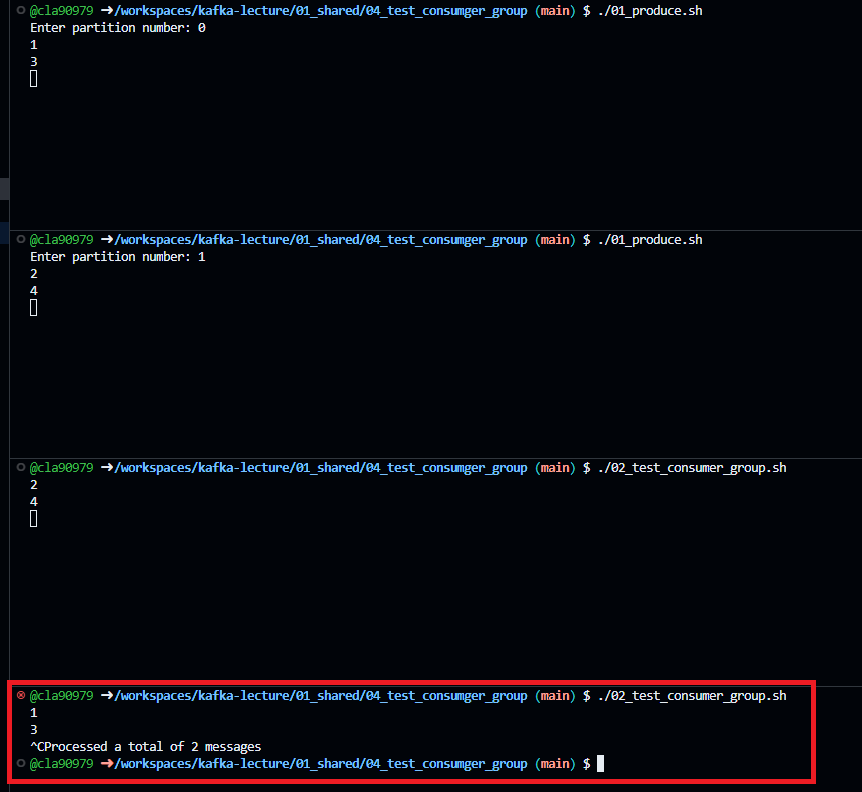 @cla90979 ➜/workspaces/kafka-lecture/01_shared/04_test_consumger_group (main) $ ./01_produce.sh
Enter partition number: 0
1
3
@cla90979 ➜/workspaces/kafka-lecture/01_shared/04_test_consumger_group (main) $ ./01_produce.sh
Enter partition number: 1
2
4
@cla90979 ➜/workspaces/kafka-lecture/01_shared/04_test_consumger_group (main) $ ./02_test_consumer_group.sh
2
4
@cla90979 ➜/workspaces/kafka-lecture/01_shared/04_test_consumger_group (main) $ ./02_test_consumer_group.sh
1
3
^CProcessed a total of 2 messages
@cla90979 ➜/workspaces/kafka-lecture/01_shared/04_test_consumger_group (main) $